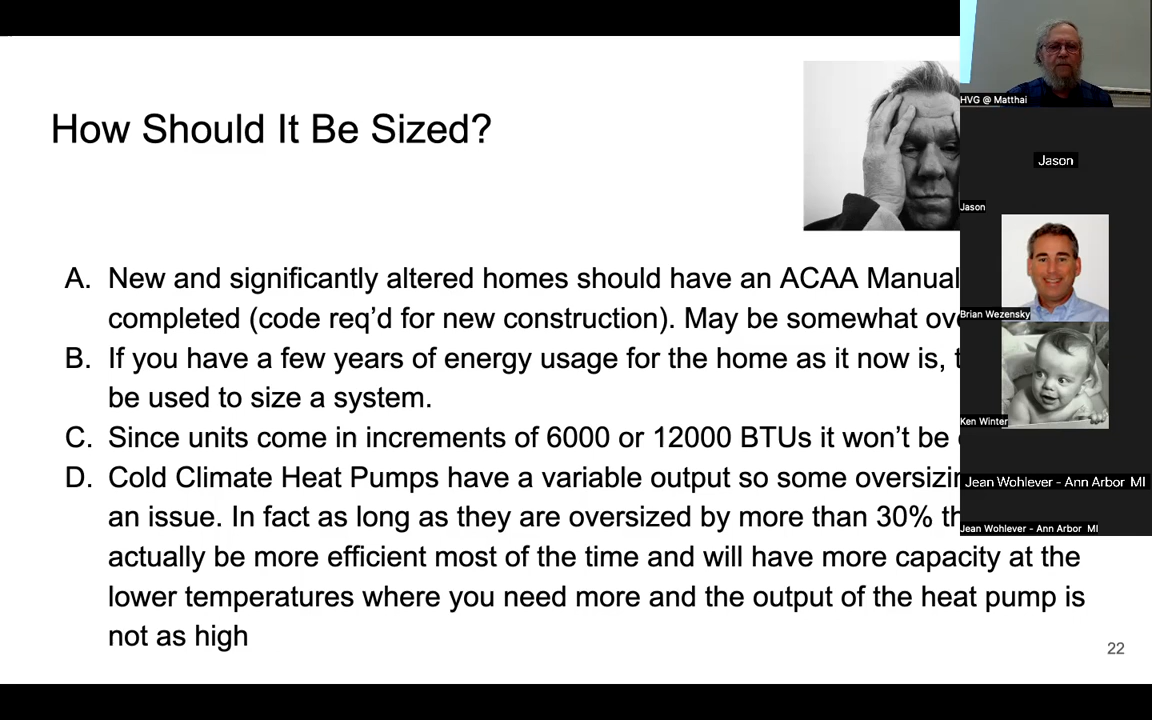 How Should It Be Sized?
A. New and significantly altered homes should have an ACAA Manual
completed (code req'd for new construction). May be somewhat
B. If you have a few years of energy usage for the home as it now is,
be used to size a system.
C. Since units come in increments of 6000 or 12000 BTUs it won't be
D. Cold Climate Heat Pumps have a variable output so some
an issue. In fact as long as they are oversized by more than 30%
actually be more efficient most of the time and will have more capacity at the
lower temperatures where you need more and the output of the heat pump is
not as high
22
HVG @ Matthai
Jason
Jason
Brian Wezensky
Ken Winter
Jean Wohlever - Ann Arbor MI
Jean Wohlever - Ann Arbor MI